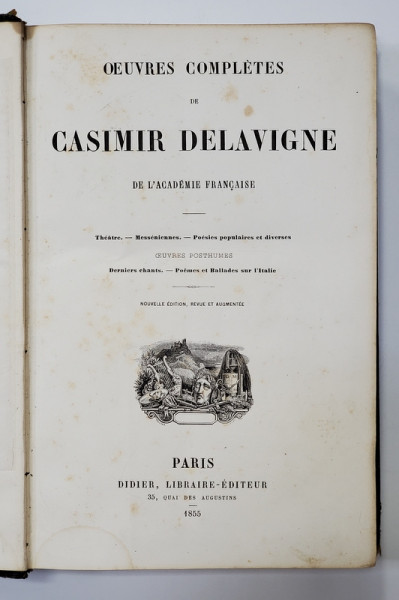 OEUVRES COMPLÈTES
DE
CASIMIR DELAVIGNE
DE L'ACADÉMIE FRANÇAISE
Théâtre. — Messéniennes. — Poésies populaires et diverses
ŒUVRES POSTHUMES
Derniers chants. — Poëmes et Ballades sur l'Italie
NOUVELLE ÉDITION, REVUE ET AUGMENTÉE
PARIS
DIDIER, LIBRAIRE-ÉDITEUR
35, QUAI DES AUGUSTINS
1855